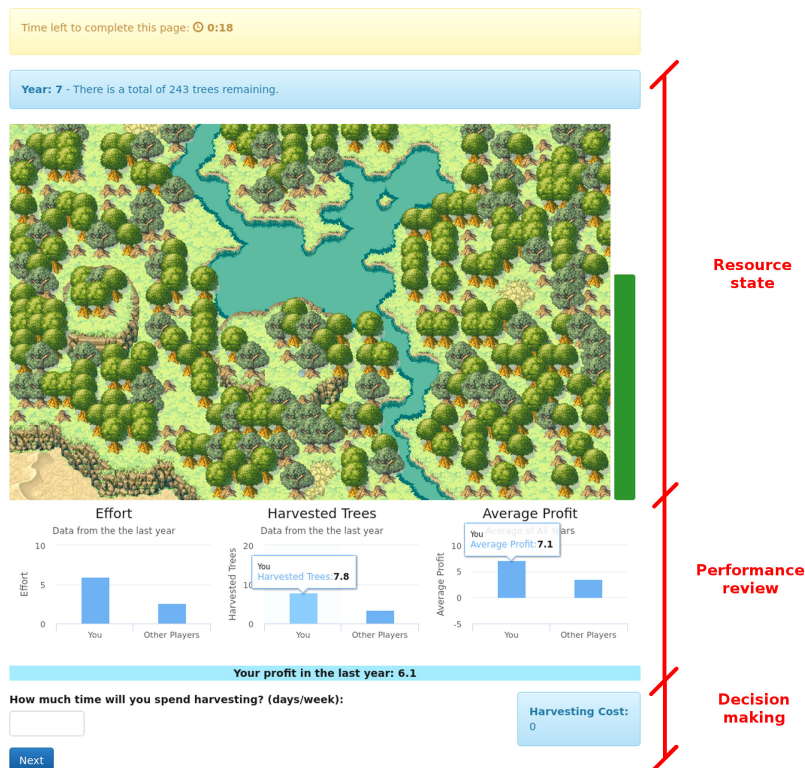 Time left to complete this page: 0:18
Year: 7 - There is a total of 243 trees remaining.
Resource
state
Effort
Data from the the last year
10
5
0
Effort
You
Other Players
Harvested Trees
Data from the the last year
20
10
0
Harvested Trees
You
Harvested Trees:7.8
You
Other Players
Average Profit
Average of All Years
10
5
0
-5
Average Profit
You
Average Profit:7.1
You
Other Players
Performance
review
Your profit in the last year: 6.1
How much time will you spend harvesting? (days/week):
Harvesting Cost:
0
Next
Decision
making